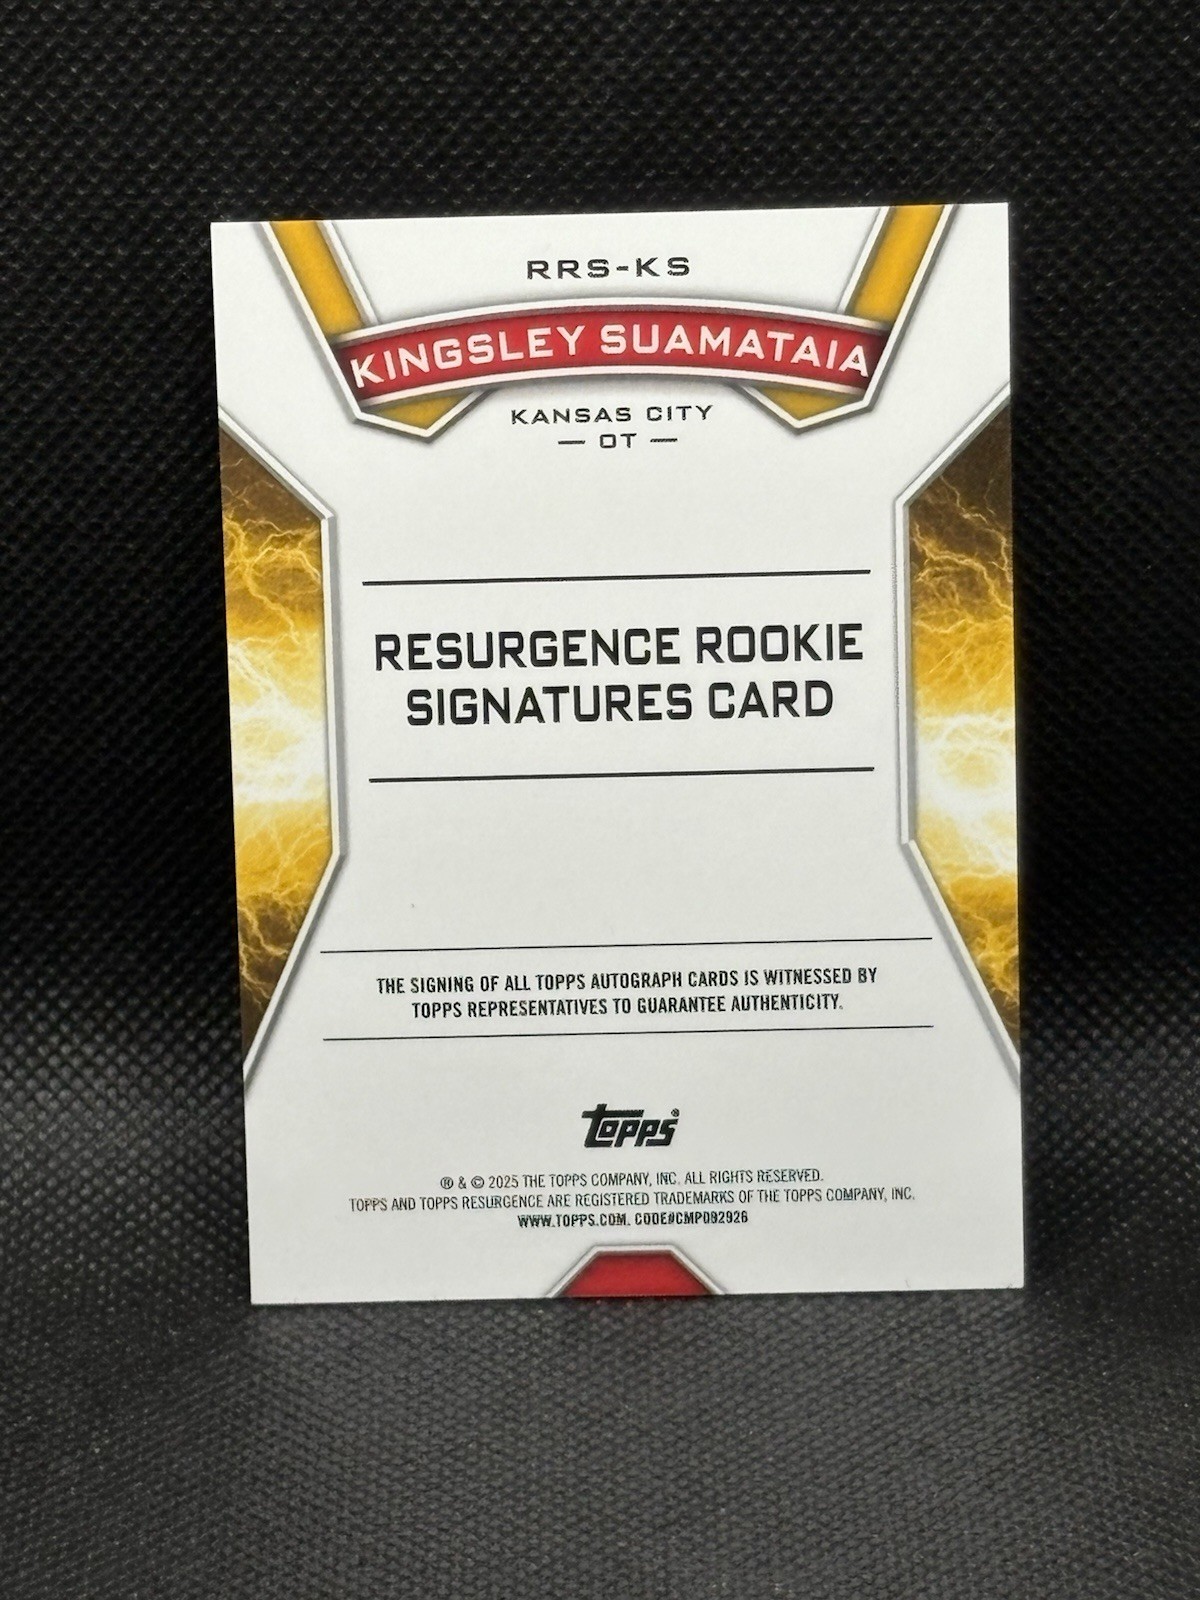 RRS-KS
KINGSLEY SUAMATAIA
KANSAS CITY
— OT —
RESURGENCE ROOKIE
SIGNATURES CARD
THE SIGNING OF ALL TOPPS AUTOGRAPH CARDS IS WITNESSED BY
TOPPS REPRESENTATIVES TO GUARANTEE AUTHENTICITY.
Topps®
® & © 2025 THE TOPPS COMPANY, INC. ALL RIGHTS RESERVED.
TOPPS AND TOPPS RESURGENCE ARE REGISTERED TRADEMARKS OF THE TOPPS COMPANY, INC.
WWW.TOPPS.COM. CODE#CMP092926